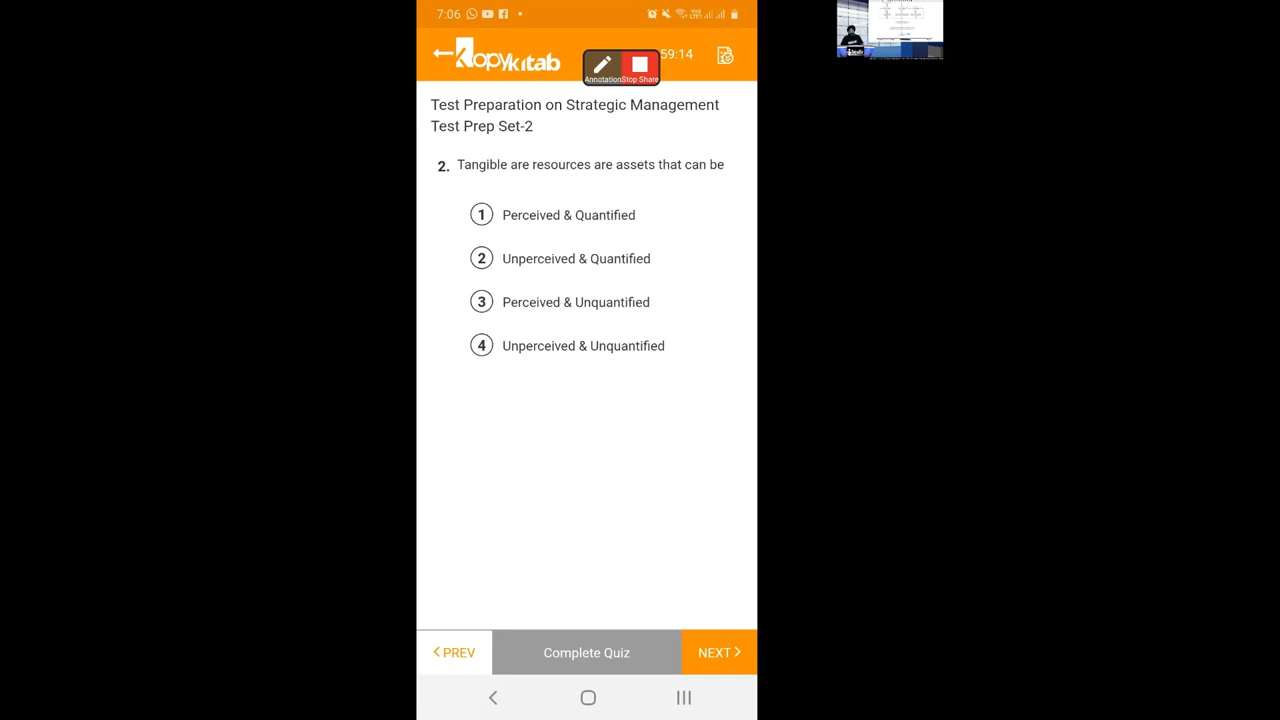 7:06
Kopykitab
59:14
Annotation Stop Share
Test Preparation on Strategic Management
Test Prep Set-2
2. Tangible are resources are assets that can be
1 Perceived & Quantified
2 Unperceived & Quantified
3 Perceived & Unquantified
4 Unperceived & Unquantified
PREV
Complete Quiz
NEXT